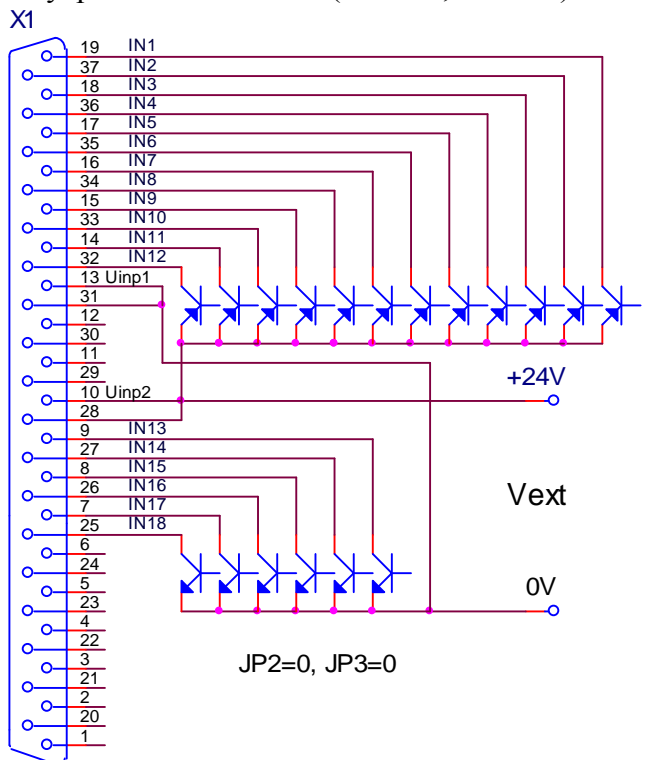 X1
19 IN1
37 IN2
18 IN3
36 IN4
17 IN5
35 IN6
16 IN7
34 IN8
15 IN9
33 IN10
14 IN11
32 IN12
13 Uinp1
31
12
30
11
29
+24V
10 Uinp2
28
9 IN13
27 IN14
8 IN15
Vext
26 IN16
7 IN17
25 IN18
6
24
5
0V
23
4
22
JP2=0, JP3=0
3
21
2
20
1